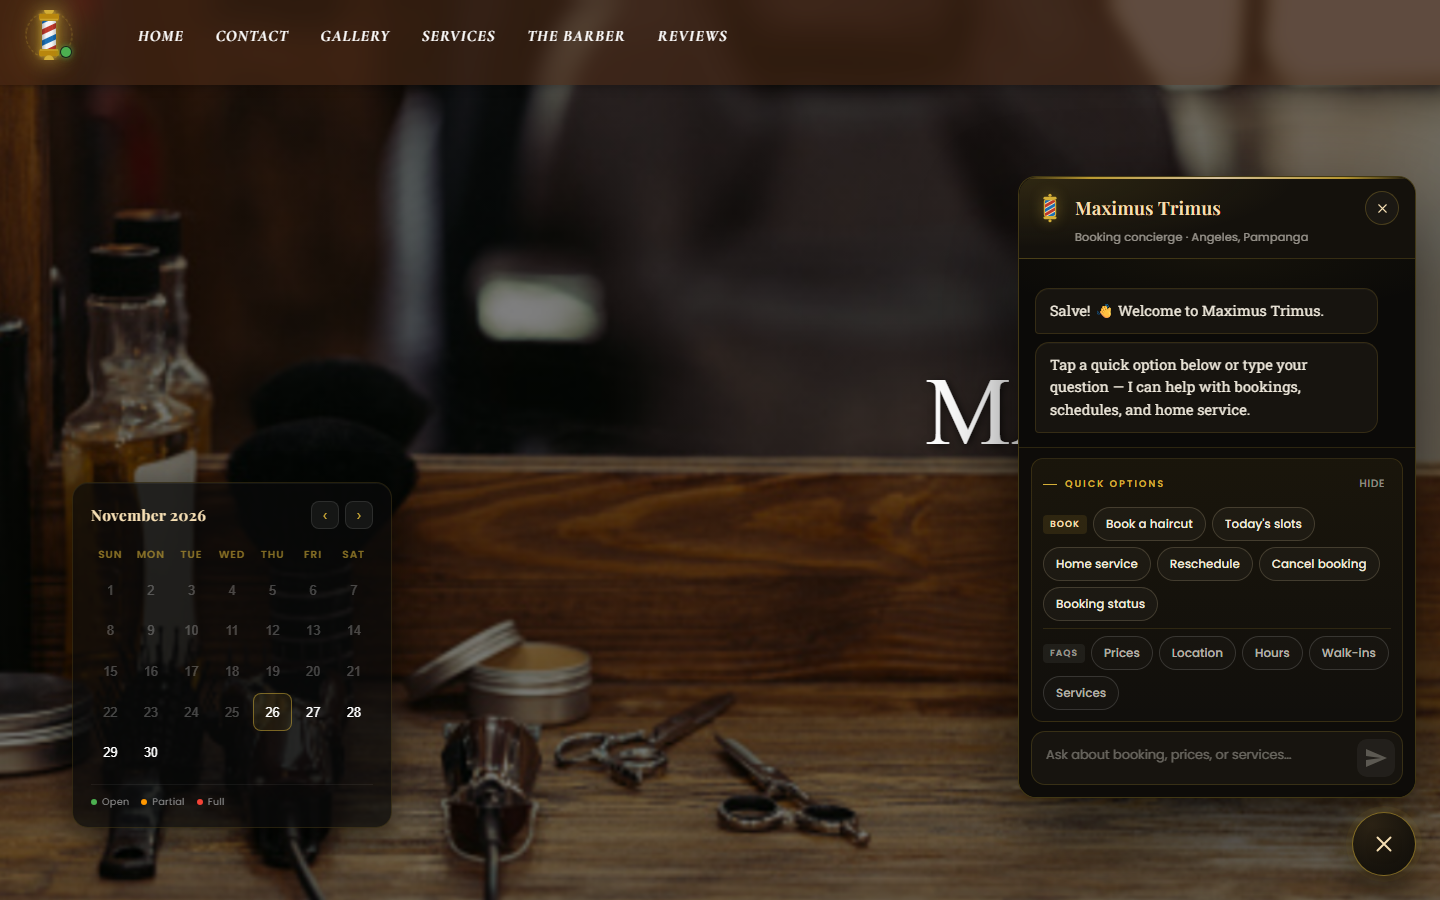 HOME CONTACT GALLERY SERVICES THE BARBER REVIEWS
Maximus Trimus
Booking concierge · Angeles, Pampanga
Salve! 👋 Welcome to Maximus Trimus.
Tap a quick option below or type your
question — I can help with bookings,
schedules, and home service.
M
QUICK OPTIONS HIDE
BOOK Book a haircut Today's slots
Home service Reschedule Cancel booking
Booking status
FAQS Prices Location Hours Walk-ins
Services
Ask about booking, prices, or services...
November 2026 ‹ ›
SUN MON TUE WED THU FRI SAT
1 2 3 4 5 6 7
8 9 10 11 12 13 14
15 16 17 18 19 20 21
22 23 24 25 26 27 28
29 30
Open Partial Full